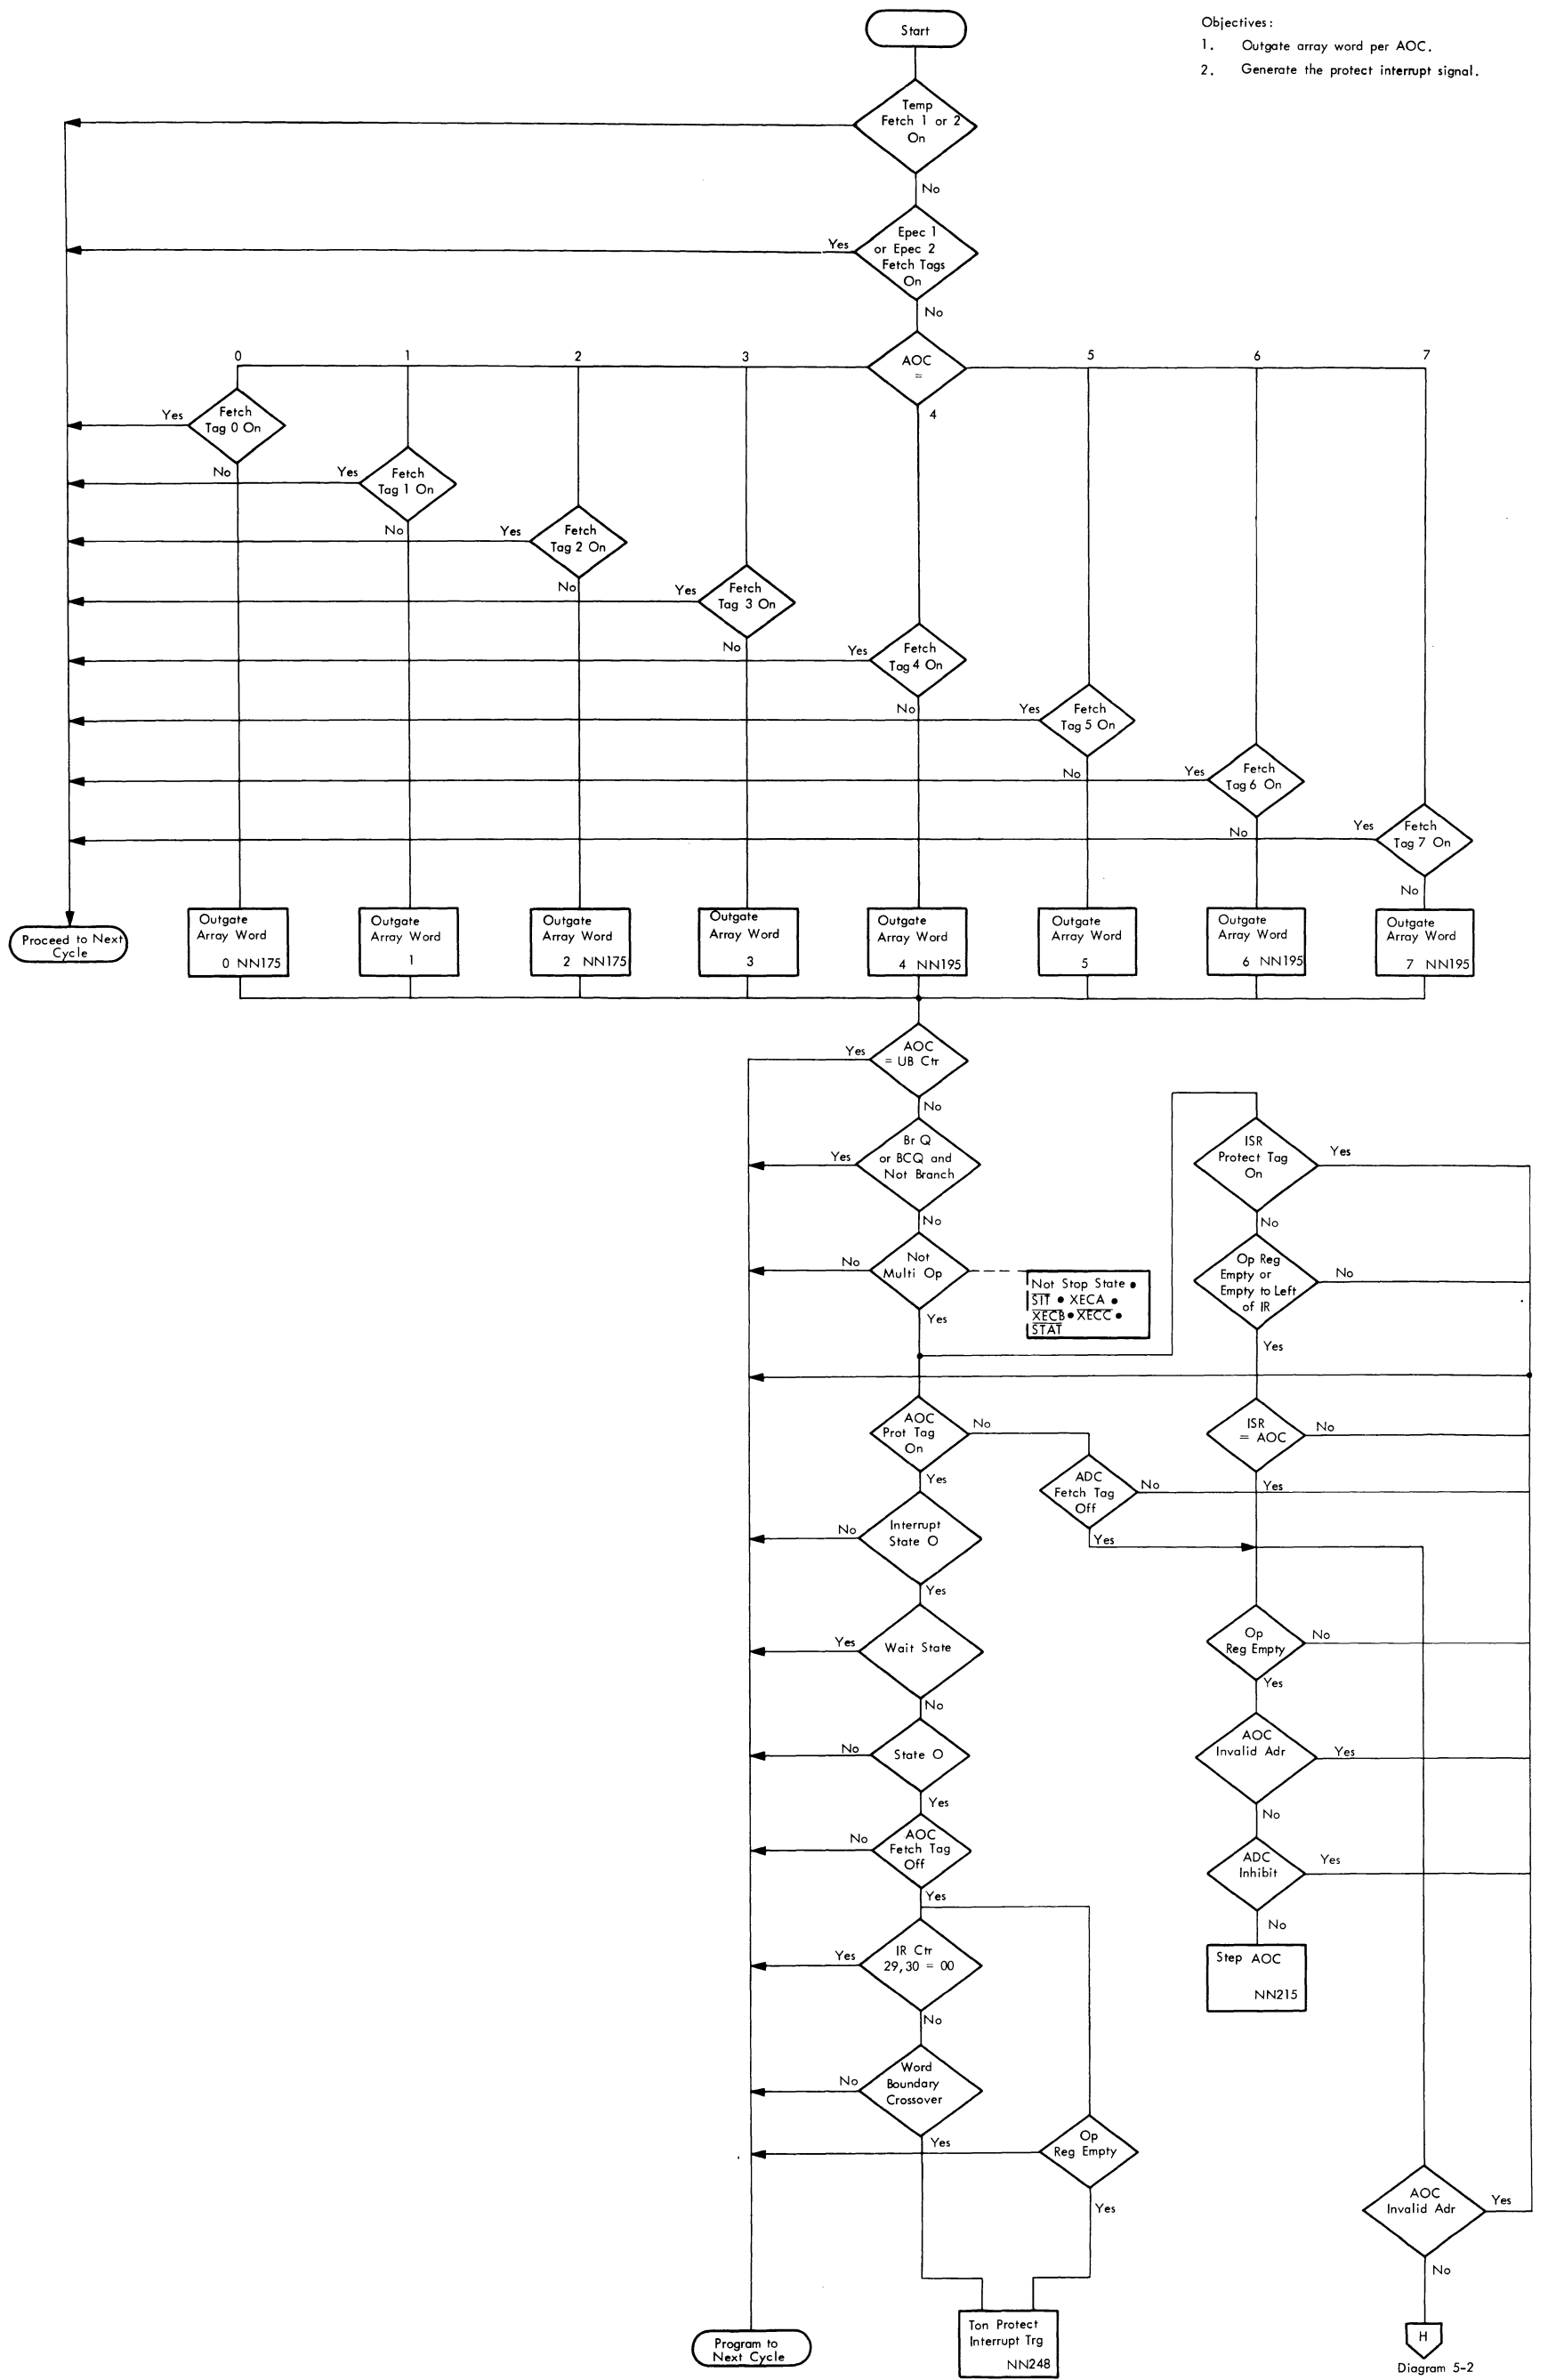 Start
Objectives:
1. Outgate array word per AOC.
2. Generate the protect interrupt signal.
Temp
Fetch 1 or 2
On
No
Epec 1
or Epec 2
Fetch Tags
On
Yes
No
AOC
=
0
1
2
3
4
5
6
7
Fetch
Tag 0 On
Yes
No
Fetch
Tag 1 On
Yes
No
Fetch
Tag 2 On
Yes
No
Fetch
Tag 3 On
Yes
No
Fetch
Tag 4 On
Yes
No
Fetch
Tag 5 On
Yes
No
Fetch
Tag 6 On
Yes
No
Fetch
Tag 7 On
Yes
No
Proceed to Next
Cycle
Outgate
Array Word
0 NN175
Outgate
Array Word
1
Outgate
Array Word
2 NN175
Outgate
Array Word
3
Outgate
Array Word
4 NN195
Outgate
Array Word
5
Outgate
Array Word
6 NN195
Outgate
Array Word
7 NN195
AOC
= UB Ctr
Yes
No
Br Q
or BCQ and
Not Branch
Yes
No
Not
Multi Op
No
Yes
Not Stop State •
SIT • XECA •
XECB • XECC •
STAT
ISR
Protect Tag
On
Yes
No
Op Reg
Empty or
Empty to Left
of IR
No
Yes
AOC
Prot Tag
On
No
Yes
ISR
= AOC
No
Yes
ADC
Fetch Tag
Off
No
Yes
Interrupt
State O
No
Yes
Wait State
Yes
No
Op
Reg Empty
No
Yes
State O
No
Yes
AOC
Invalid Adr
Yes
No
AOC
Fetch Tag
Off
No
Yes
ADC
Inhibit
Yes
No
IR Ctr
29,30 = 00
Yes
No
Step AOC
NN215
Word
Boundary
Crossover
No
Yes
Op
Reg Empty
Yes
AOC
Invalid Adr
Yes
No
Ton Protect
Interrupt Trg
NN248
Program to
Next Cycle
H
Diagram 5-2